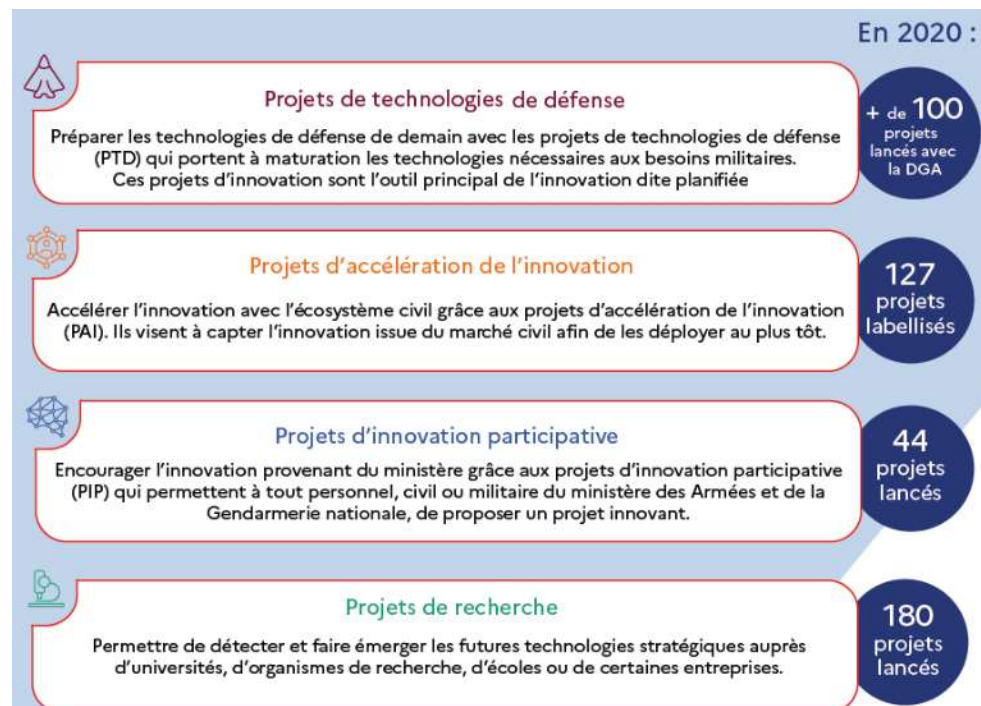 En 2020 :
Projets de technologies de défense
Préparer les technologies de défense de demain avec les projets de technologies de défense
(PTD) qui portent à maturation les technologies nécessaires aux besoins militaires.
Ces projets d’innovation sont l’outil principal de l’innovation dite planifiée
+ de 100
projets
lancés avec
la DGA
Projets d’accélération de l’innovation
Accélérer l’innovation avec l’écosystème civil grâce aux projets d’accélération de l’innovation
(PAI). Ils visent à capter l’innovation issue du marché civil afin de les déployer au plus tôt.
127
projets
labellisés
Projets d’innovation participative
Encourager l’innovation provenant du ministère grâce aux projets d’innovation participative
(PIP) qui permettent à tout personnel, civil ou militaire du ministère des Armées et de la
Gendarmerie nationale, de proposer un projet innovant.
44
projets
lancés
Projets de recherche
Permettre de détecter et faire émerger les futures technologies stratégiques auprès
d’universités, d’organismes de recherche, d’écoles ou de certaines entreprises.
180
projets
lancés